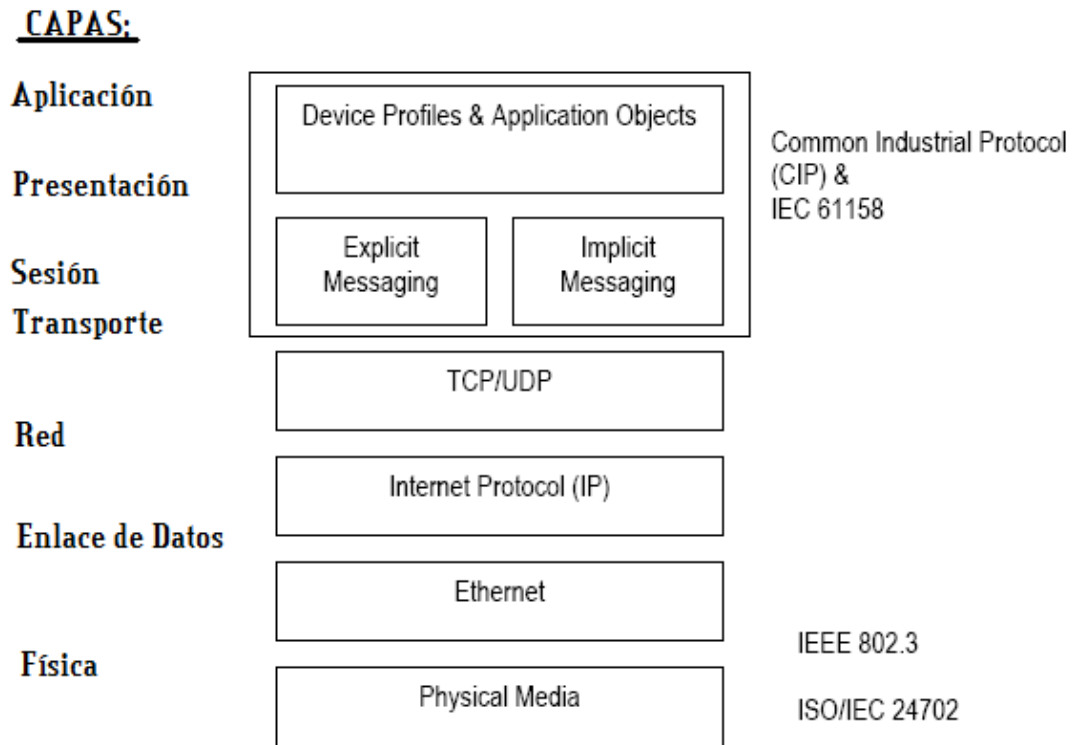 CAPAS:
Aplicación
Presentación
Sesión
Transporte
Red
Enlace de Datos
Física
Device Profiles & Application Objects
Explicit
Messaging
Implicit
Messaging
TCP/UDP
Internet Protocol (IP)
Ethernet
Physical Media
Common Industrial Protocol
(CIP) &
IEC 61158
IEEE 802.3
ISO/IEC 24702